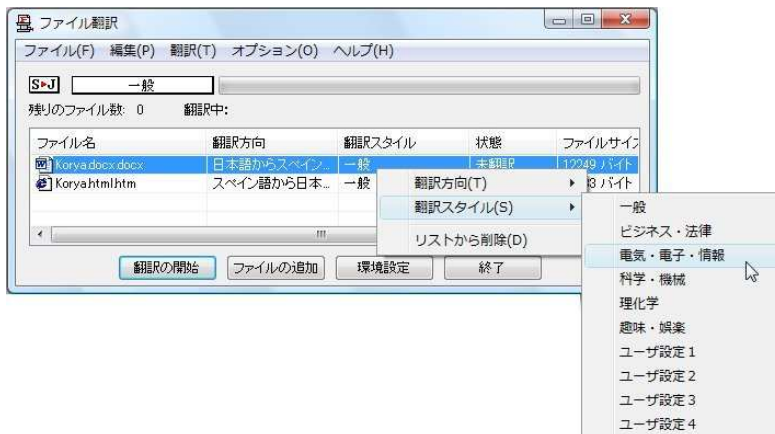 ファイル翻訳
ファイル(F) 編集(P) 翻訳(T) オプション(O) ヘルプ(H)
S▸J 一般
残りのファイル数: 0 翻訳中:
ファイル名 翻訳方向 翻訳スタイル 状態 ファイルサイズ
Korya.docx.docx 日本語からスペイン... 一般 未翻訳 12249 バイト
Korya.html.htm スペイン語から日本... 一般 3 バイト
翻訳方向(T)
翻訳スタイル(S)
リストから削除(D)
一般
ビジネス・法律
電気・電子・情報
科学・機械
理化学
趣味・娯楽
ユーザ設定1
ユーザ設定2
ユーザ設定3
ユーザ設定4
翻訳の開始 ファイルの追加 環境設定 終了